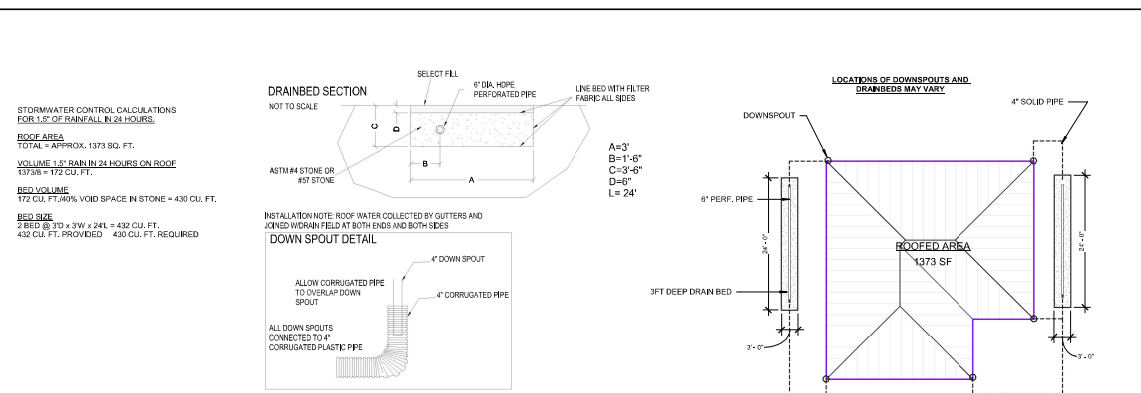 STORMWATER CONTROL CALCULATIONS
FOR 1.5" OF RAINFALL IN 24 HOURS.
ROOF AREA
TOTAL = APPROX. 1373 SQ. FT.
VOLUME 1.5" RAIN IN 24 HOURS ON ROOF
1373/8 = 172 CU. FT.
BED VOLUME
172 CU. FT./40% VOID SPACE IN STONE = 430 CU. FT.
BED SIZE
2 BED @ 3'D x 3'W x 24'L = 432 CU. FT.
432 CU. FT. PROVIDED 430 CU. FT. REQUIRED
DRAINBED SECTION
NOT TO SCALE
SELECT FILL
6" DIA. HDPE
PERFORATED PIPE
LINE BED WITH FILTER
FABRIC ALL SIDES
C
D
B
A
ASTM #4 STONE OR
#57 STONE
A=3'
B=1'-6"
C=3'-6"
D=6"
L= 24'
INSTALLATION NOTE: ROOF WATER COLLECTED BY GUTTERS AND
JOINED W/DRAIN FIELD AT BOTH ENDS AND BOTH SIDES
DOWN SPOUT DETAIL
4" DOWN SPOUT
ALLOW CORRUGATED PIPE
TO OVERLAP DOWN
SPOUT
4" CORRUGATED PIPE
ALL DOWN SPOUTS
CONNECTED TO 4"
CORRUGATED PLASTIC PIPE
LOCATIONS OF DOWNSPOUTS AND
DRAINBEDS MAY VARY
4" SOLID PIPE
DOWNSPOUT
6" PERF. PIPE
24' - 0"
ROOFED AREA
1373 SF
24' - 0"
3FT DEEP DRAIN BED
3' - 0"
3' - 0"